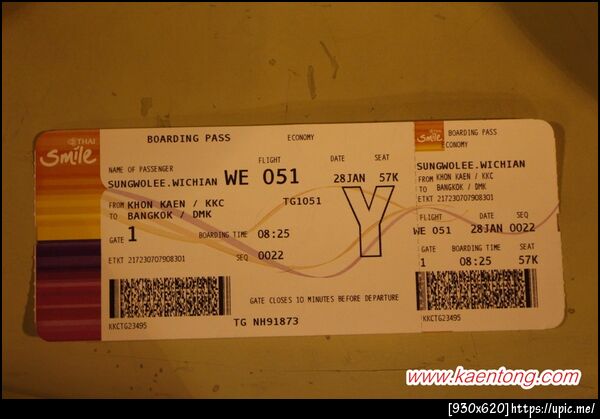 THAI
Smile
BOARDING PASS ECONOMY
NAME OF PASSENGER FLIGHT DATE SEAT
SUNGWOLEE.WICHIAN WE 051 28JAN 57K
FROM KHON KAEN / KKC TG1051
TO BANGKOK / DMK Y
GATE 1 BOARDING TIME 08:25
ETKT 217230707908301 SEQ 0022
GATE CLOSES 10 MINUTES BEFORE DEPARTURE
KKCTG23495 TG NH91873
THAI
Smile
BOARDING PASS
ECONOMY
SUNGWOLEE.WICHIAN
FROM KHON KAEN / KKC
TO BANGKOK / DMK
ETKT 217230707908301
FLIGHT DATE SEQ
WE 051 28JAN 0022
GATE BOARDING TIME SEAT
1 08:25 57K
KKCTG23495
www.kaentong.com
[930x620]https://upic.me/